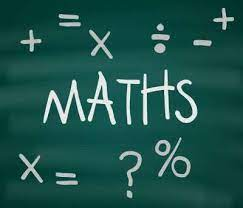 + = × ÷ - +
MATHS
x = ? %